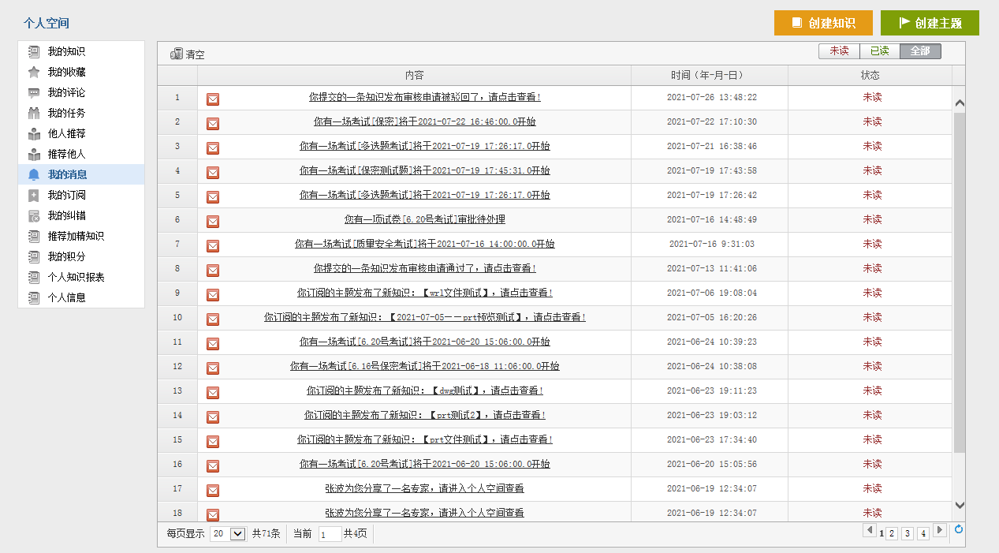 个人空间
创建知识
创建主题
我的知识
我的收藏
我的评论
我的任务
他人推荐
推荐他人
我的消息
我的订阅
我的纠错
推荐加精知识
我的积分
个人知识报表
个人信息
清空
未读 已读 全部
内容 时间（年-月-日） 状态
1 你提交的一条知识发布审核申请被驳回了，请点击查看! 2021-07-26 13:48:22 未读
2 你有一场考试[保密]将于2021-07-22 16:46:00.0开始 2021-07-22 17:10:30 未读
3 你有一场考试[多选题考试]将于2021-07-19 17:26:17.0开始 2021-07-21 16:38:46 未读
4 你有一场考试[保密测试题]将于2021-07-19 17:45:31.0开始 2021-07-19 17:43:58 未读
5 你有一场考试[多选题考试]将于2021-07-19 17:26:17.0开始 2021-07-19 17:26:42 未读
6 您有一项试卷[6.20号考试]审批待处理 2021-07-16 14:48:49 未读
7 你有一场考试[质量安全考试]将于2021-07-16 14:00:00.0开始 2021-07-16 9:31:03 未读
8 你提交的一条知识发布审核申请通过了，请点击查看! 2021-07-13 11:41:06 未读
9 你订阅的主题发布了新知识：【wrl文件测试】，请点击查看! 2021-07-06 19:08:04 未读
10 你订阅的主题发布了新知识：【2021-07-05－－prt预览测试】，请点击查看! 2021-07-05 16:20:26 未读
11 你有一场考试[6.20号考试]将于2021-06-20 15:06:00.0开始 2021-06-24 10:39:23 未读
12 你有一场考试[6.16号保密考试]将于2021-06-18 11:06:00.0开始 2021-06-24 10:38:08 未读
13 你订阅的主题发布了新知识：【dwg测试】，请点击查看! 2021-06-23 19:11:23 未读
14 你订阅的主题发布了新知识：【prt测试2】，请点击查看! 2021-06-23 19:03:12 未读
15 你订阅的主题发布了新知识：【prt文件测试】，请点击查看! 2021-06-23 17:34:40 未读
16 你有一场考试[6.20号考试]将于2021-06-20 15:06:00.0开始 2021-06-20 15:05:56 未读
17 张波为您分享了一名专家，请进入个人空间查看 2021-06-19 12:34:07 未读
18 张波为您分享了一名专家，请进入个人空间查看 2021-06-19 12:34:07 未读
每页显示 20 共71条 当前 1 共4页 1 2 3 4